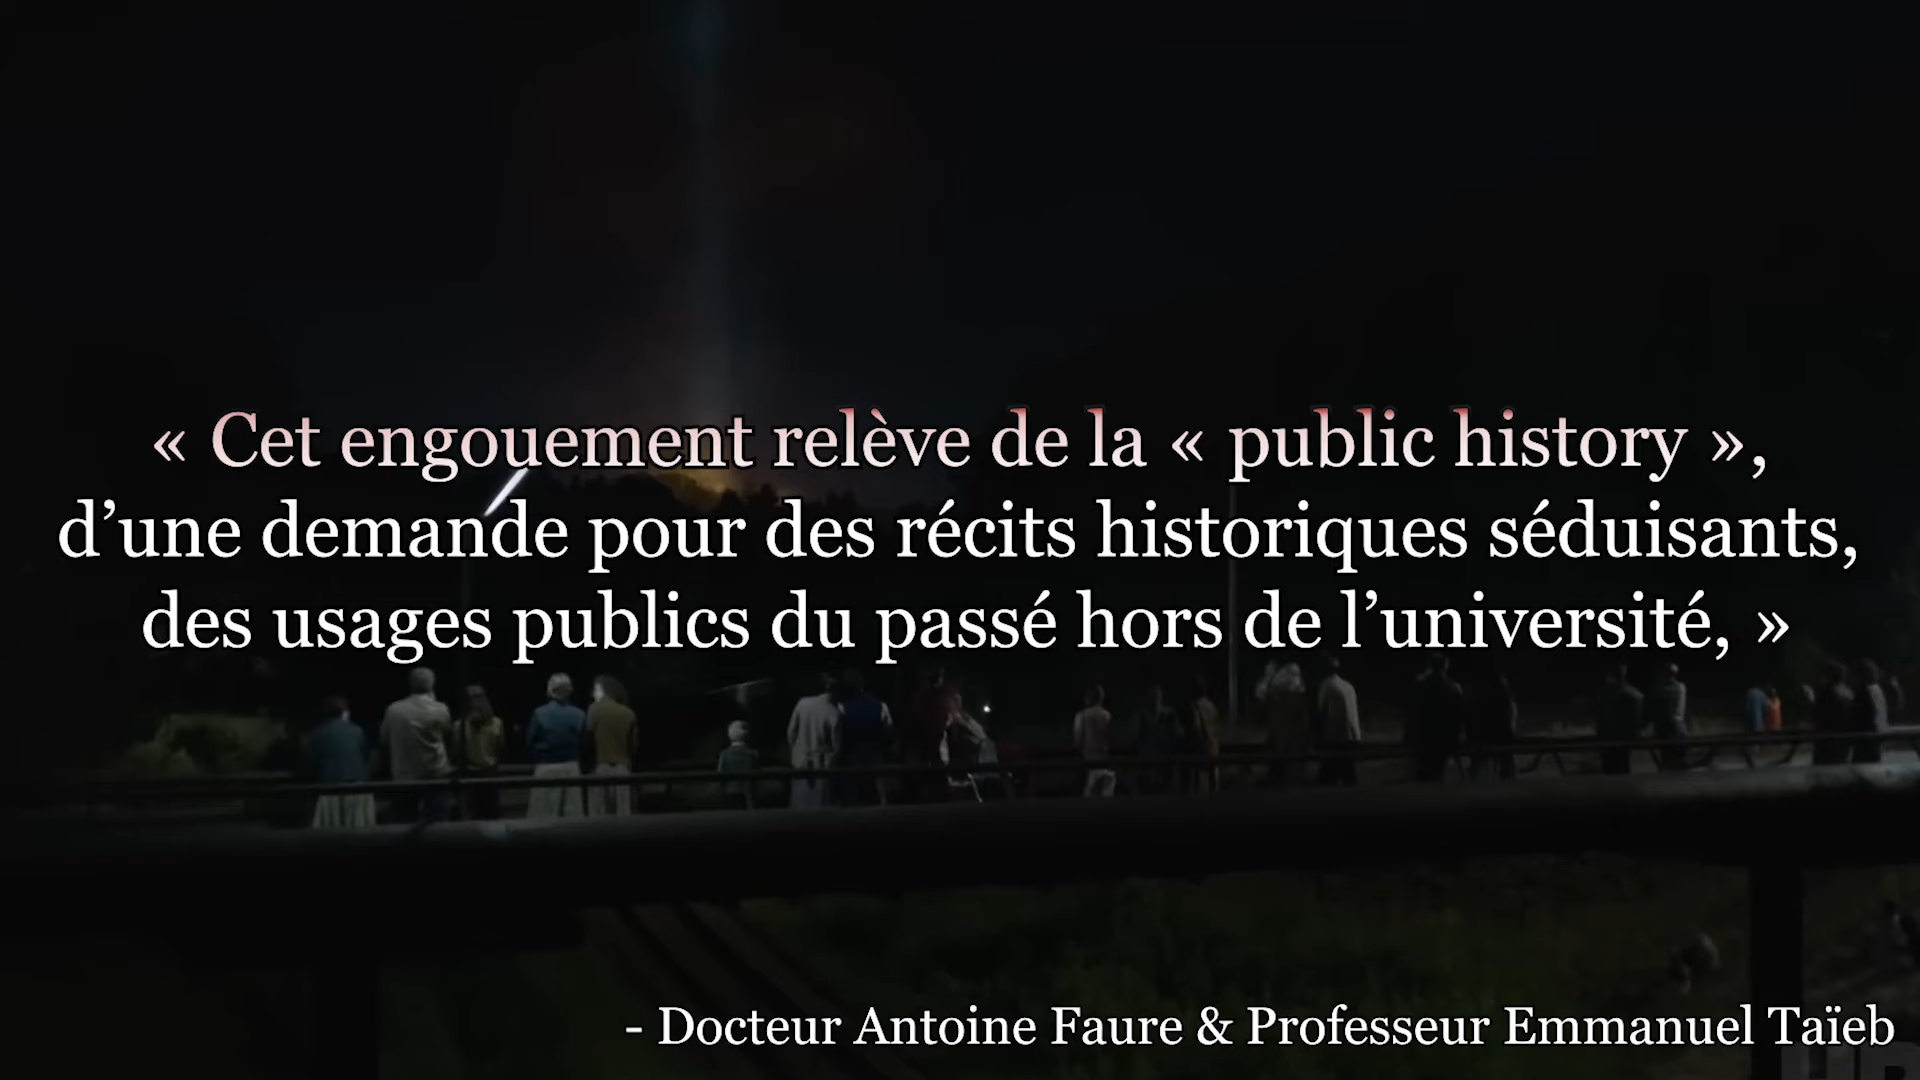 « Cet engouement relève de la « public history »,
d’une demande pour des récits historiques séduisants,
des usages publics du passé hors de l’université, »
- Docteur Antoine Faure & Professeur Emmanuel Taïeb